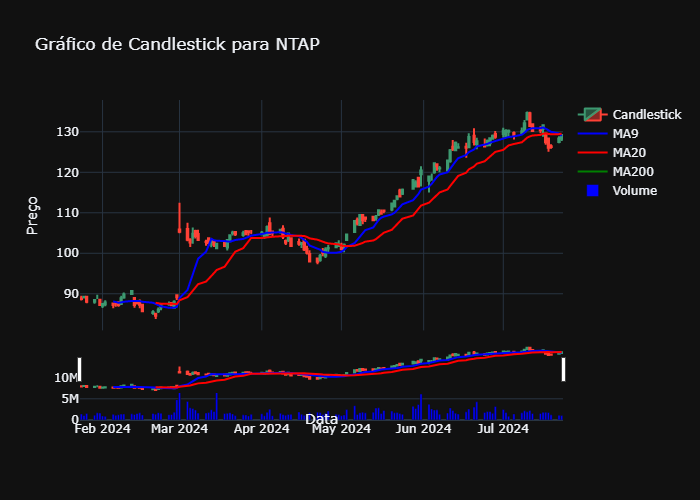 Gráfico de Candlestick para NTAP
Candlestick
MA9
MA20
MA200
Volume
Preço
130
120
110
100
90
10M
5M
0
Data
Feb 2024
Mar 2024
Apr 2024
May 2024
Jun 2024
Jul 2024